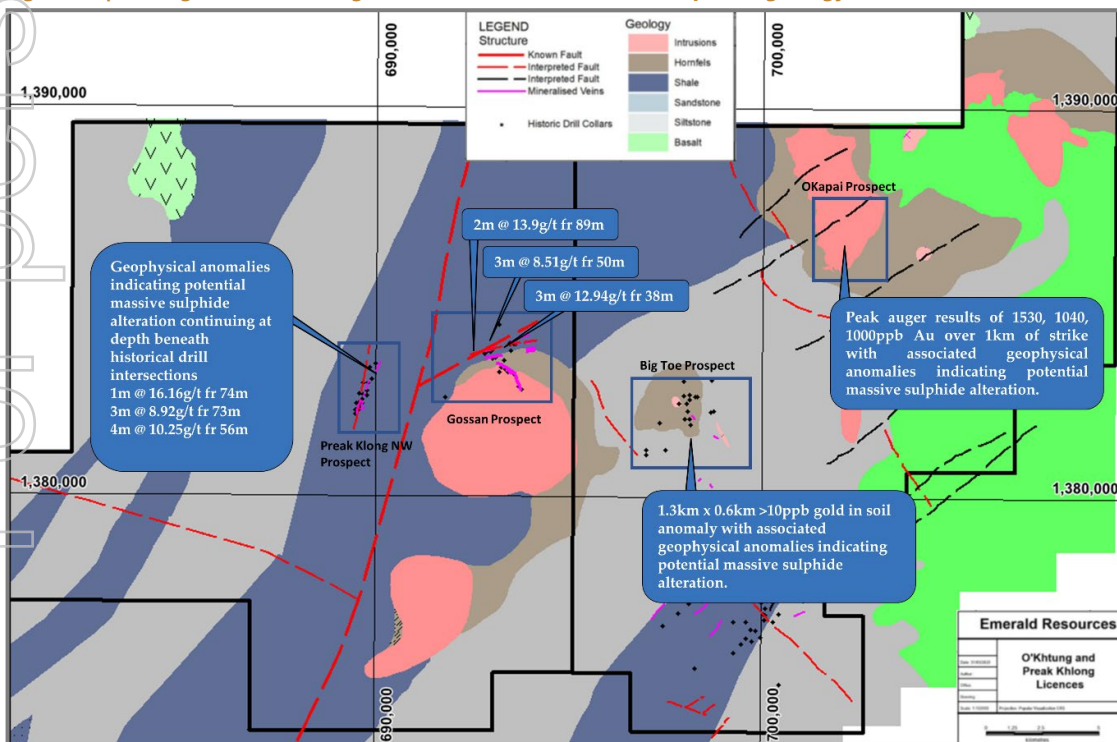 LEGEND
Structure
Known Fault
Interpreted Fault
Interpreted Fault
Mineralised Veins
Historic Drill Collars
Geology
Intrusions
Hornfels
Shale
Sandstone
Siltstone
Basalt
690,000
700,000
1,390,000
1,390,000
OKapai Prospect
2m @ 13.9g/t fr 89m
3m @ 8.51g/t fr 50m
3m @ 12.94g/t fr 38m
Geophysical anomalies
indicating potential
massive sulphide
alteration continuing at
depth beneath
historical drill
intersections
1m @ 16.16g/t fr 74m
3m @ 8.92g/t fr 73m
4m @ 10.25g/t fr 56m
Peak auger results of 1530, 1040,
1000ppb Au over 1km of strike
with associated geophysical
anomalies indicating potential
massive sulphide alteration.
Big Toe Prospect
Gossan Prospect
Preak Klong NW
Prospect
1,380,000
1,380,000
1.3km x 0.6km >10ppb gold in soil
anomaly with associated
geophysical anomalies indicating
potential massive sulphide
alteration.
690,000
700,000
Emerald Resources
O'Khtung and
Preak Khlong
Licences